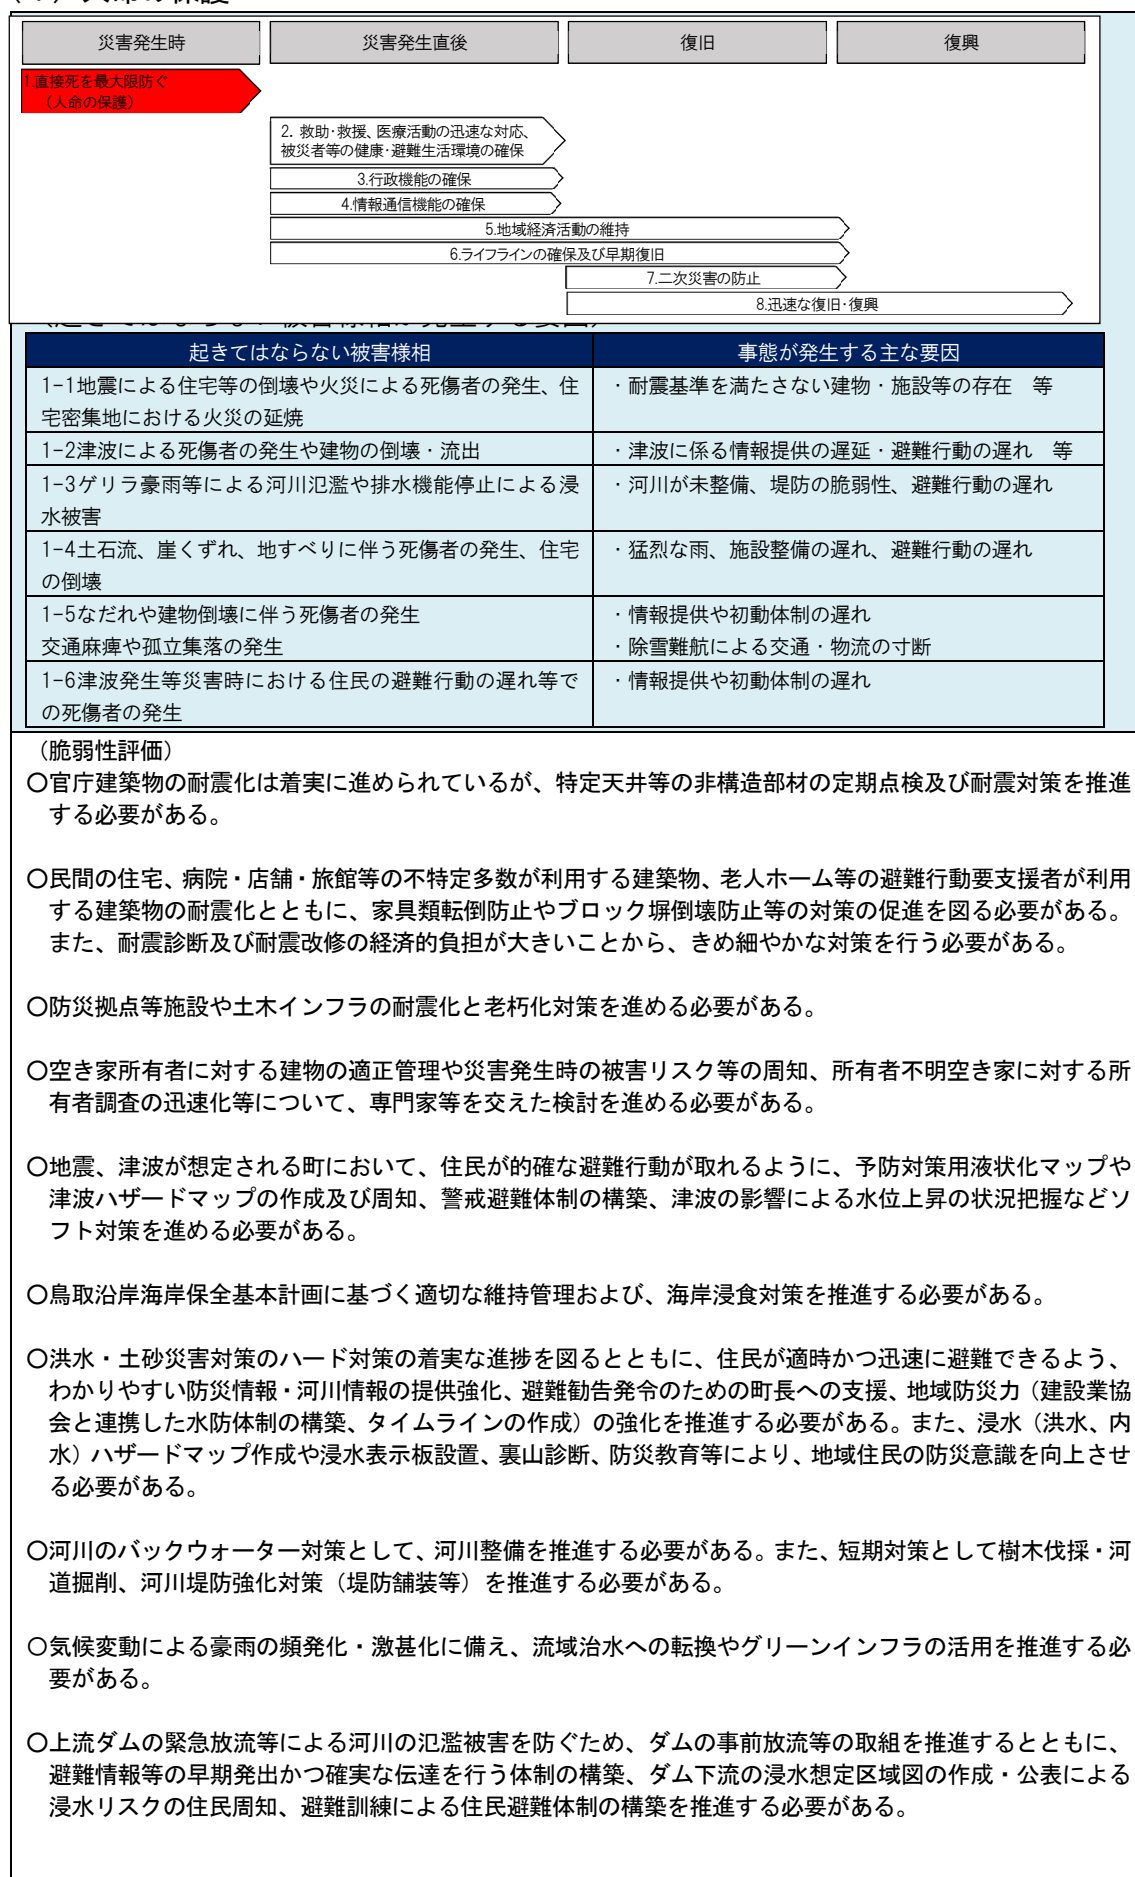 災害発生時 災害発生直後 復旧 復興
1.直接死を最大限防ぐ
（人命の保護）
2. 救助・救援、医療活動の迅速な対応、
被災者等の健康・避難生活環境の確保
3.行政機能の確保
4.情報通信機能の確保
5.地域経済活動の維持
6.ライフラインの確保及び早期復旧
7.二次災害の防止
8.迅速な復旧・復興
起きてはならない被害様相 事態が発生する主な要因
1-1地震による住宅等の倒壊や火災による死傷者の発生、住
宅密集地における火災の延焼
・耐震基準を満たさない建物・施設等の存在　等
1-2津波による死傷者の発生や建物の倒壊・流出
・津波に係る情報提供の遅延・避難行動の遅れ　等
1-3ゲリラ豪雨等による河川氾濫や排水機能停止による浸
水被害
・河川が未整備、堤防の脆弱性、避難行動の遅れ
1-4土石流、崖くずれ、地すべりに伴う死傷者の発生、住宅
の倒壊
・猛烈な雨、施設整備の遅れ、避難行動の遅れ
1-5なだれや建物倒壊に伴う死傷者の発生
交通麻痺や孤立集落の発生
・情報提供や初動体制の遅れ
・除雪難航による交通・物流の寸断
1-6津波発生等災害時における住民の避難行動の遅れ等で
の死傷者の発生
・情報提供や初動体制の遅れ
（脆弱性評価）
〇官庁建築物の耐震化は着実に進められているが、特定天井等の非構造部材の定期点検及び耐震対策を推進
する必要がある。
〇民間の住宅、病院・店舗・旅館等の不特定多数が利用する建築物、老人ホーム等の避難行動要支援者が利用
する建築物の耐震化とともに、家具類転倒防止やブロック塀倒壊防止等の対策の促進を図る必要がある。
また、耐震診断及び耐震改修の経済的負担が大きいことから、きめ細やかな対策を行う必要がある。
〇防災拠点等施設や土木インフラの耐震化と老朽化対策を進める必要がある。
〇空き家所有者に対する建物の適正管理や災害発生時の被害リスク等の周知、所有者不明空き家に対する所
有者調査の迅速化等について、専門家等を交えた検討を進める必要がある。
〇地震、津波が想定される町において、住民が的確な避難行動が取れるように、予防対策用液状化マップや
津波ハザードマップの作成及び周知、警戒避難体制の構築、津波の影響による水位上昇の状況把握などソ
フト対策を進める必要がある。
〇鳥取沿岸海岸保全基本計画に基づく適切な維持管理および、海岸浸食対策を推進する必要がある。
〇洪水・土砂災害対策のハード対策の着実な進捗を図るとともに、住民が適時かつ迅速に避難できるよう、
わかりやすい防災情報・河川情報の提供強化、避難勧告発令のための町長への支援、地域防災力（建設業協
会と連携した水防体制の構築、タイムラインの作成）の強化を推進する必要がある。また、浸水（洪水、内
水）ハザードマップ作成や浸水表示板設置、裏山診断、防災教育等により、地域住民の防災意識を向上させ
る必要がある。
〇河川のバックウォーター対策として、河川整備を推進する必要がある。また、短期対策として樹木伐採・河
道掘削、河川堤防強化対策（堤防舗装等）を推進する必要がある。
〇気候変動による豪雨の頻発化・激甚化に備え、流域治水への転換やグリーンインフラの活用を推進する必
要がある。
〇上流ダムの緊急放流等による河川の氾濫被害を防ぐため、ダムの事前放流等の取組を推進するとともに、
避難情報等の早期発出かつ確実な伝達を行う体制の構築、ダム下流の浸水想定区域図の作成・公表による
浸水リスクの住民周知、避難訓練による住民避難体制の構築を推進する必要がある。